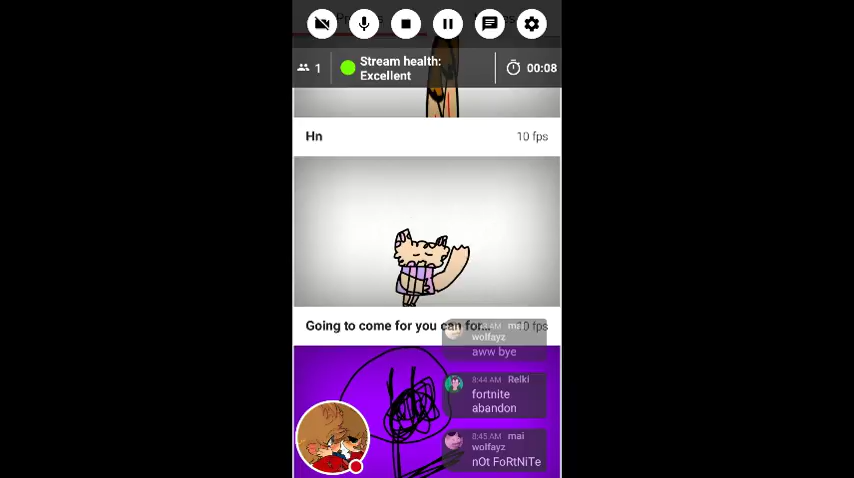 1
Stream health:
Excellent
00:08
Hn
10 fps
Going to come for you can for...
10 fps
mai
wolfayz
aww bye
8:44 AM Relki
fortnite
abandon
8:45 AM mai
wolfayz
nOt FoRtNiTe